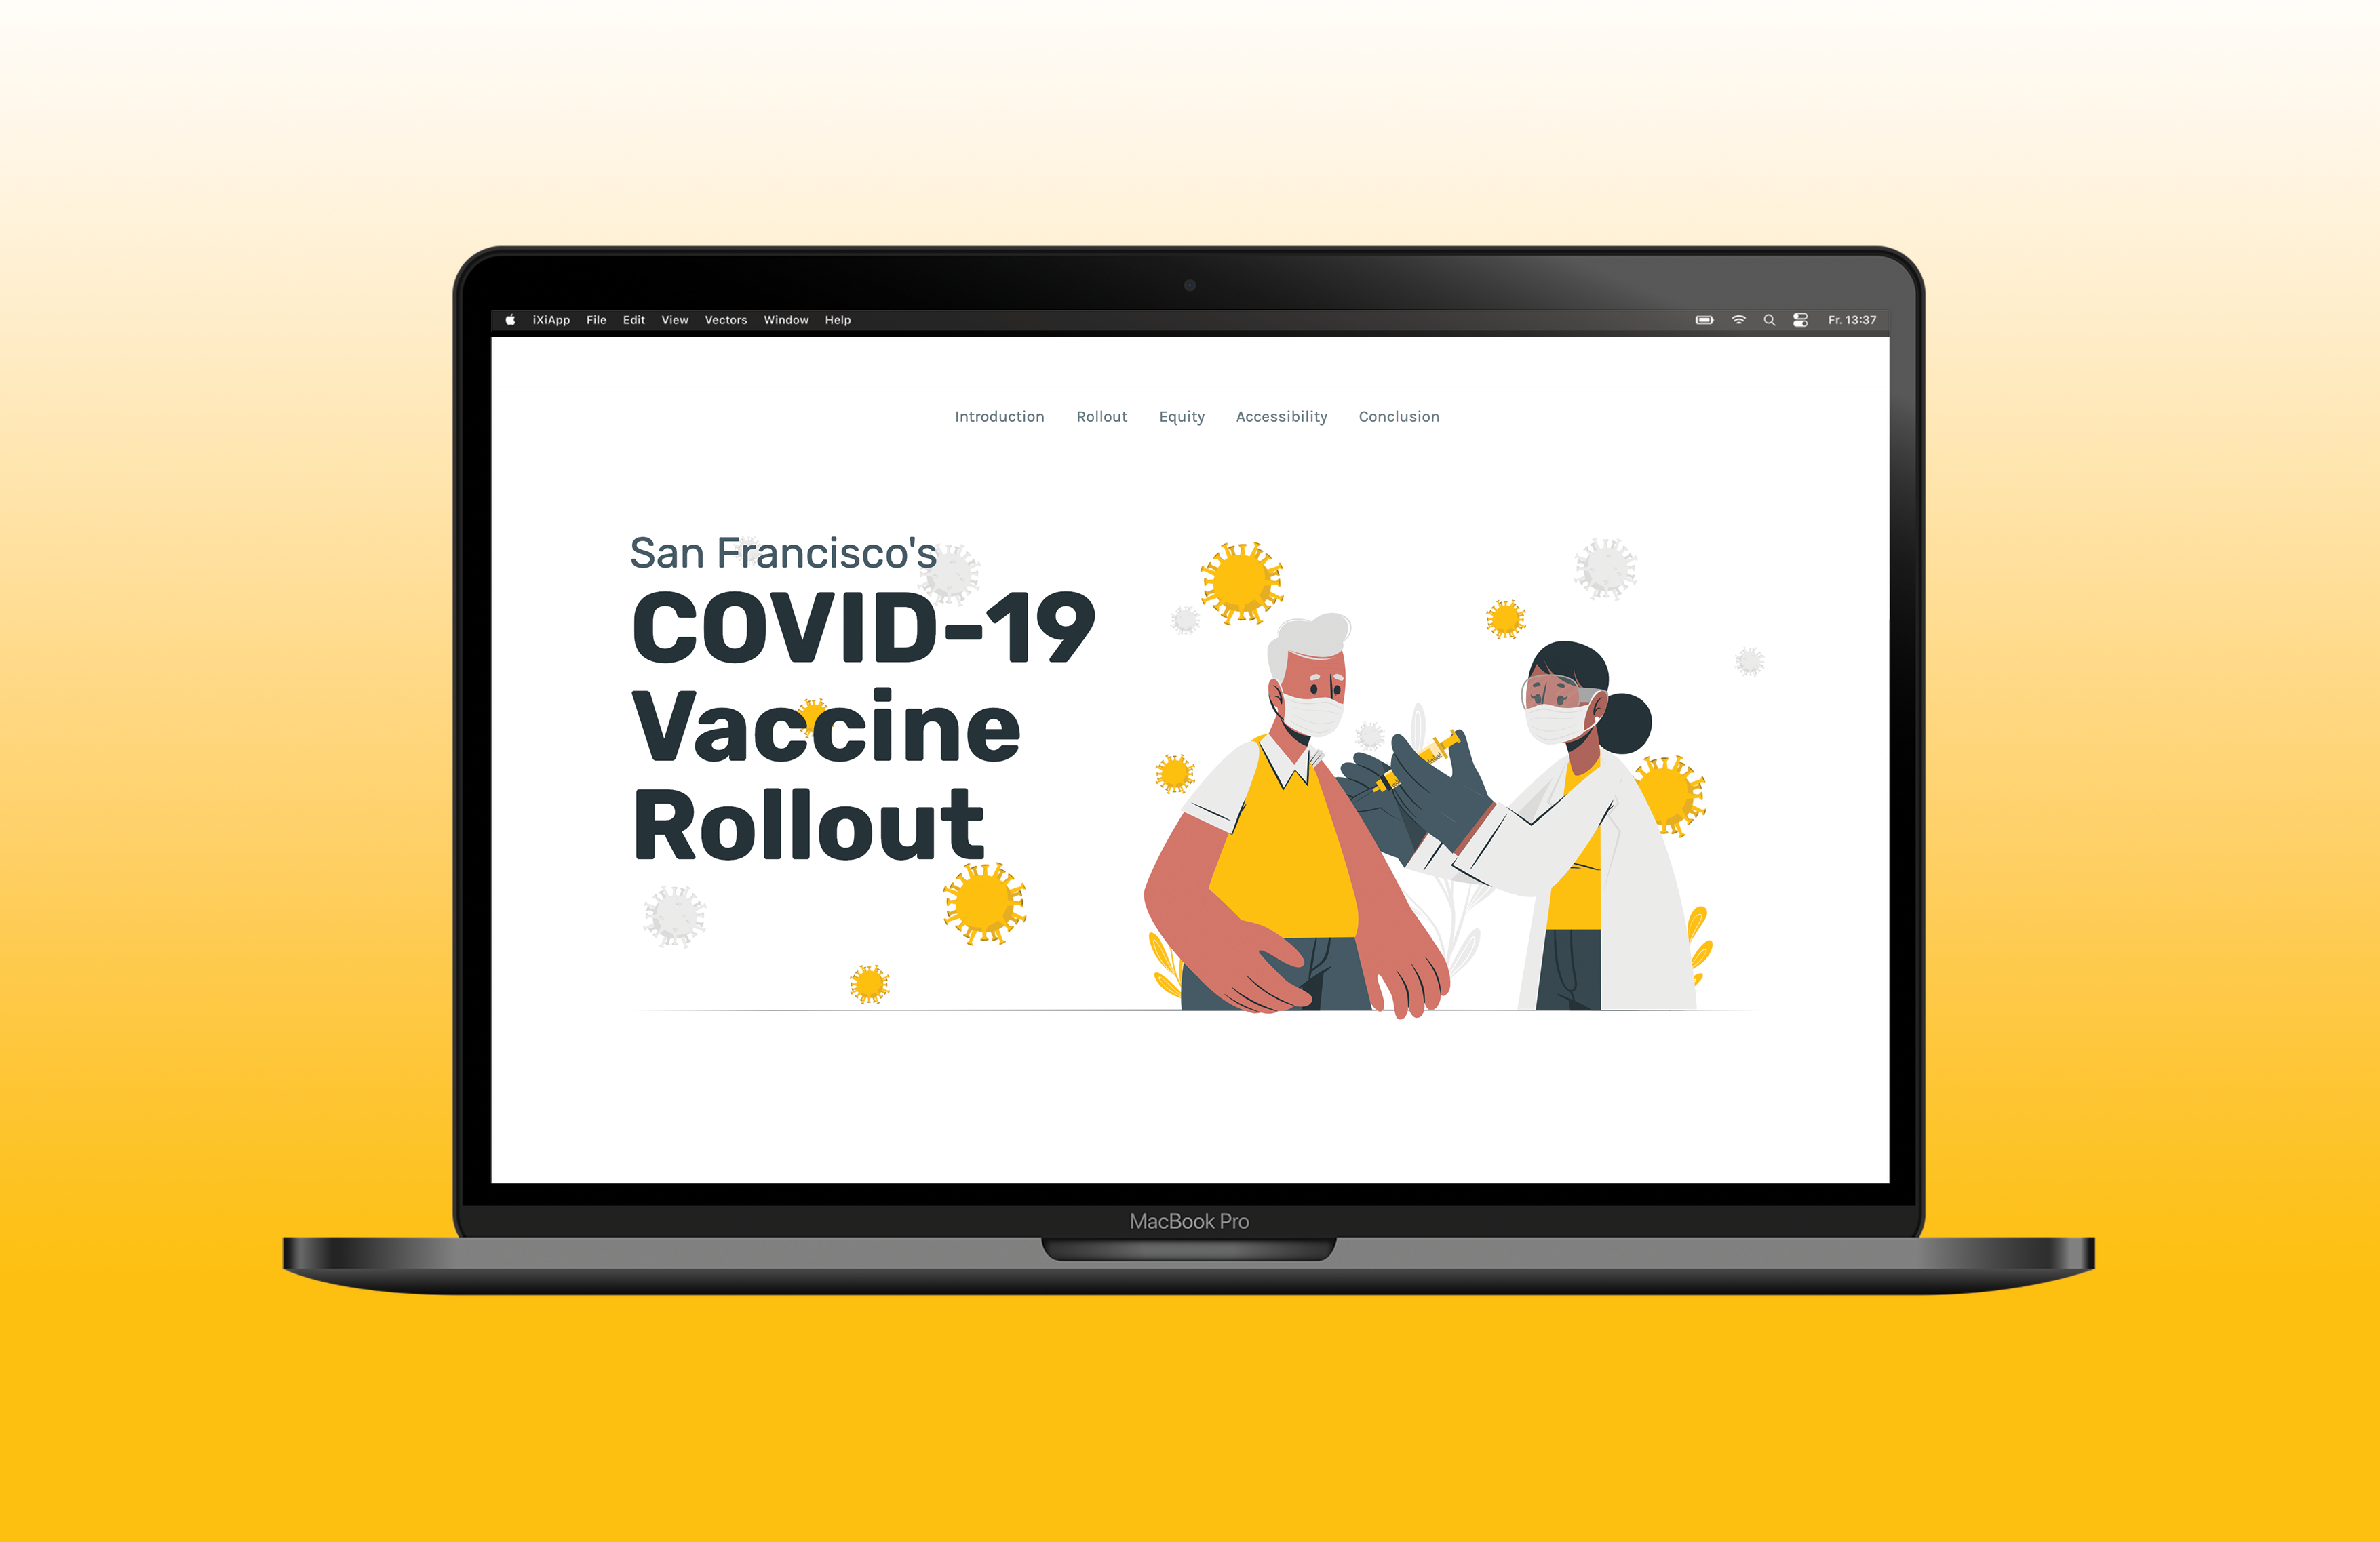 iXiApp File Edit View Vectors Window Help Fr. 13:37
Introduction Rollout Equity Accessibility Conclusion
San Francisco's
COVID-19
Vaccine
Rollout
MacBook Pro